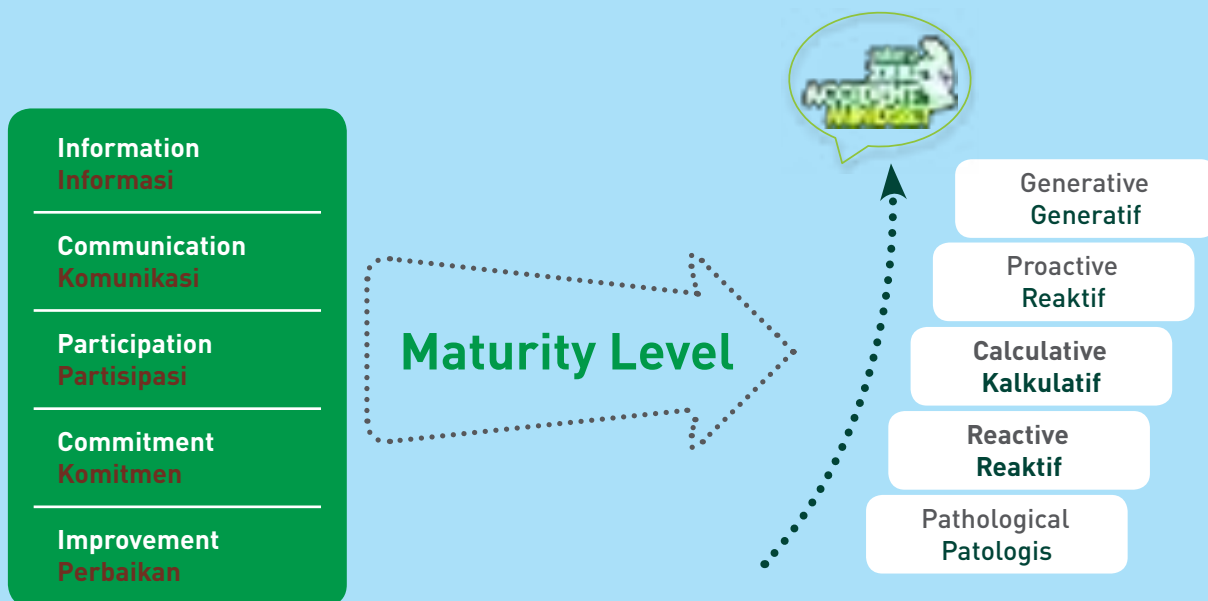 Information
Informasi
Communication
Komunikasi
Participation
Partisipasi
Commitment
Komitmen
Improvement
Perbaikan
Maturity Level
ACCIDENT
MINDSET
Generative
Generatif
Proactive
Reaktif
Calculative
Kalkulatif
Reactive
Reaktif
Pathological
Patologis